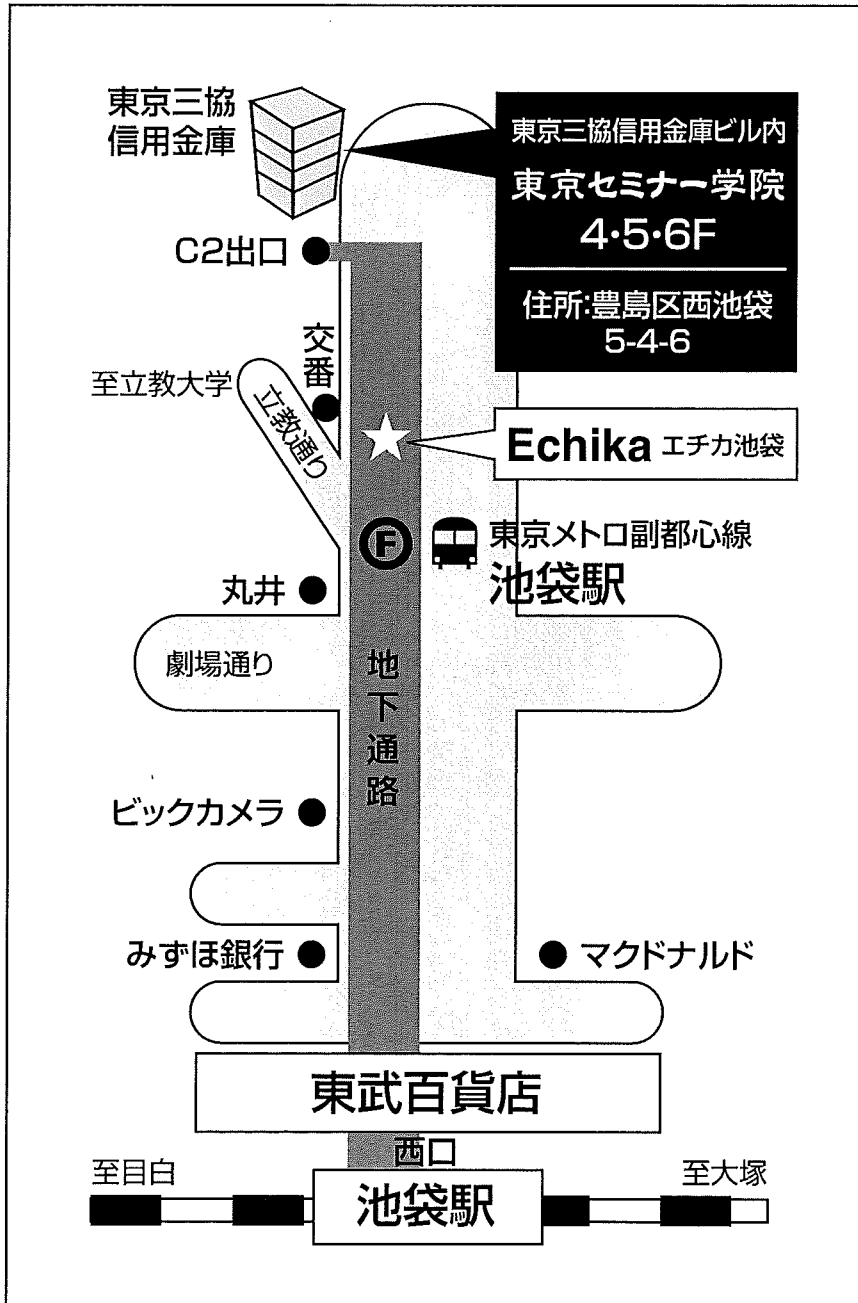 東京三協
信用金庫
東京三協信用金庫ビル内
東京セミナー学院
4・5・6F
住所:豊島区西池袋
5-4-6
C2出口
交番
至立教大学
立教通り
Echika エチカ池袋
F
東京メトロ副都心線
池袋駅
丸井
劇場通り
地下通路
ビックカメラ
みずほ銀行
マクドナルド
東武百貨店
西口
至目白
至大塚
池袋駅